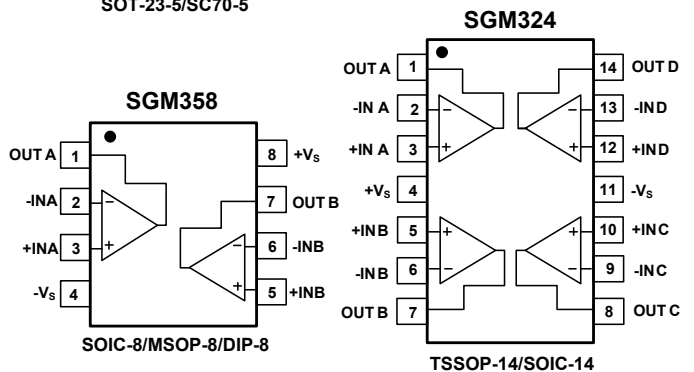 SOT-23-5/SC70-5
SGM358
OUT A 1 8 +VS
-INA 2 − − 7 OUT B
+INA 3 + − 6 -INB
-VS 4 + 5 +INB
SOIC-8/MSOP-8/DIP-8
SGM324
OUT A 1 14 OUT D
-IN A 2 − − 13 -IND
+IN A 3 + + 12 +IND
+VS 4 11 -VS
+INB 5 + + 10 +INC
-INB 6 − − 9 -INC
OUT B 7 8 OUT C
TSSOP-14/SOIC-14